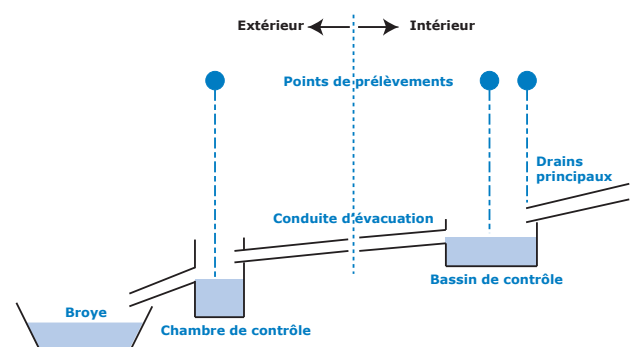 Extérieur
Intérieur
Points de prélèvements
Drains
principaux
Conduite d'évacuation
Bassin de contrôle
Broye
Chambre de contrôle